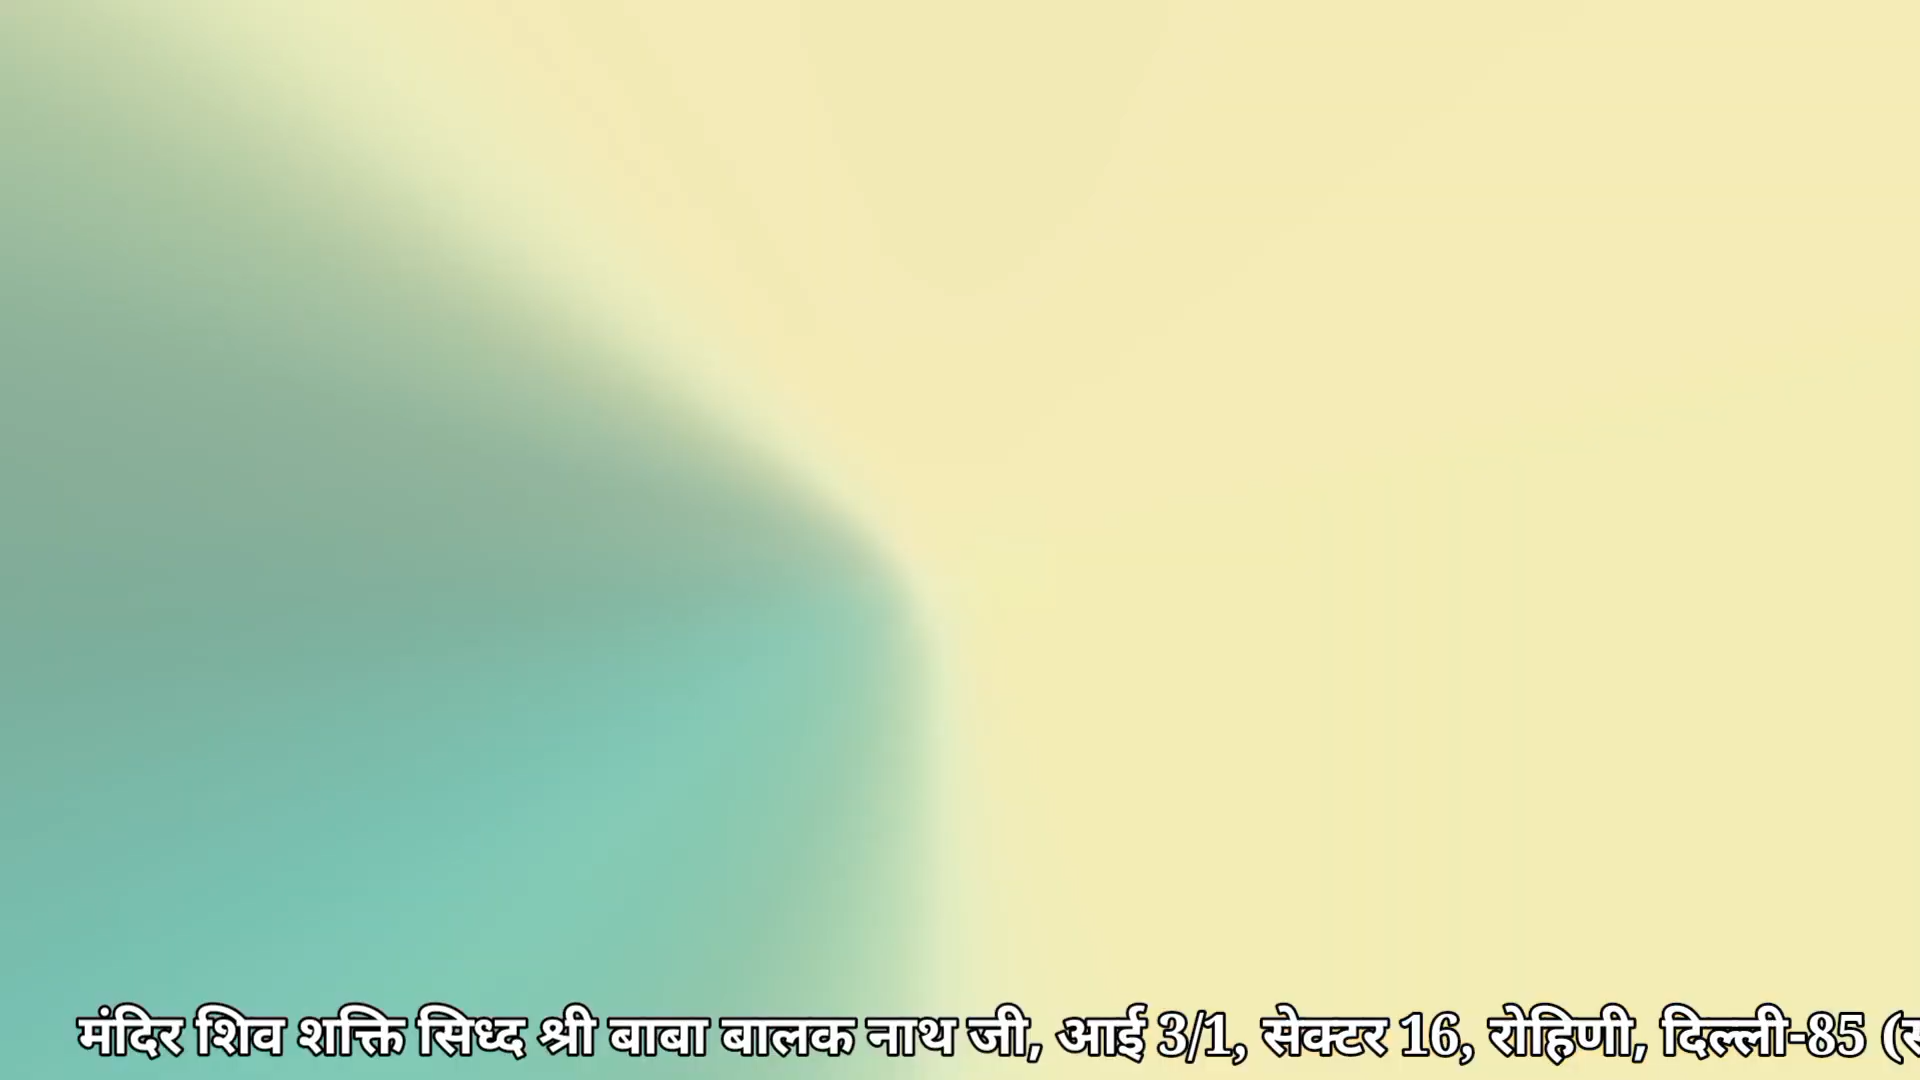 मंदिर शिव शक्ति सिध्द श्री बाबा बालक नाथ जी, आई 3/1, सेक्टर 16, रोहिणी, दिल्ली-85